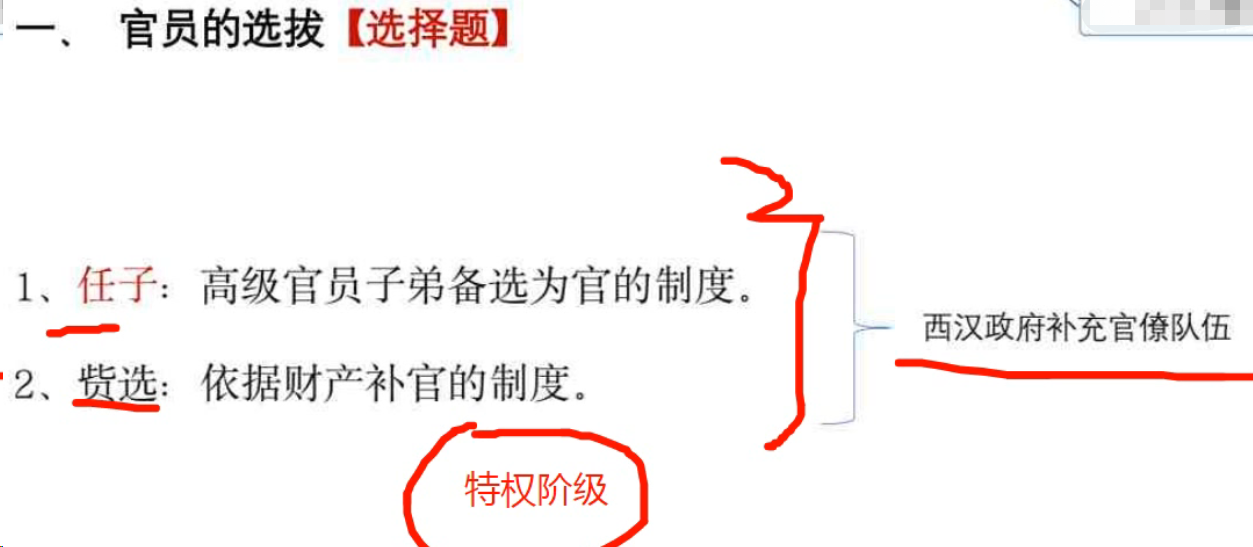 一、 官员的选拔【选择题】
1、任子：高级官员子弟备选为官的制度。
西汉政府补充官僚队伍
2、赀选：依据财产补官的制度。
特权阶级